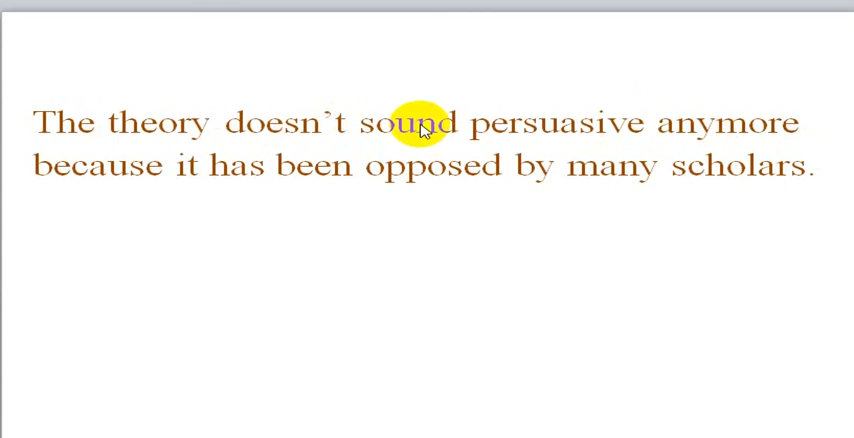 The theory doesn’t sound persuasive anymore
because it has been opposed by many scholars.